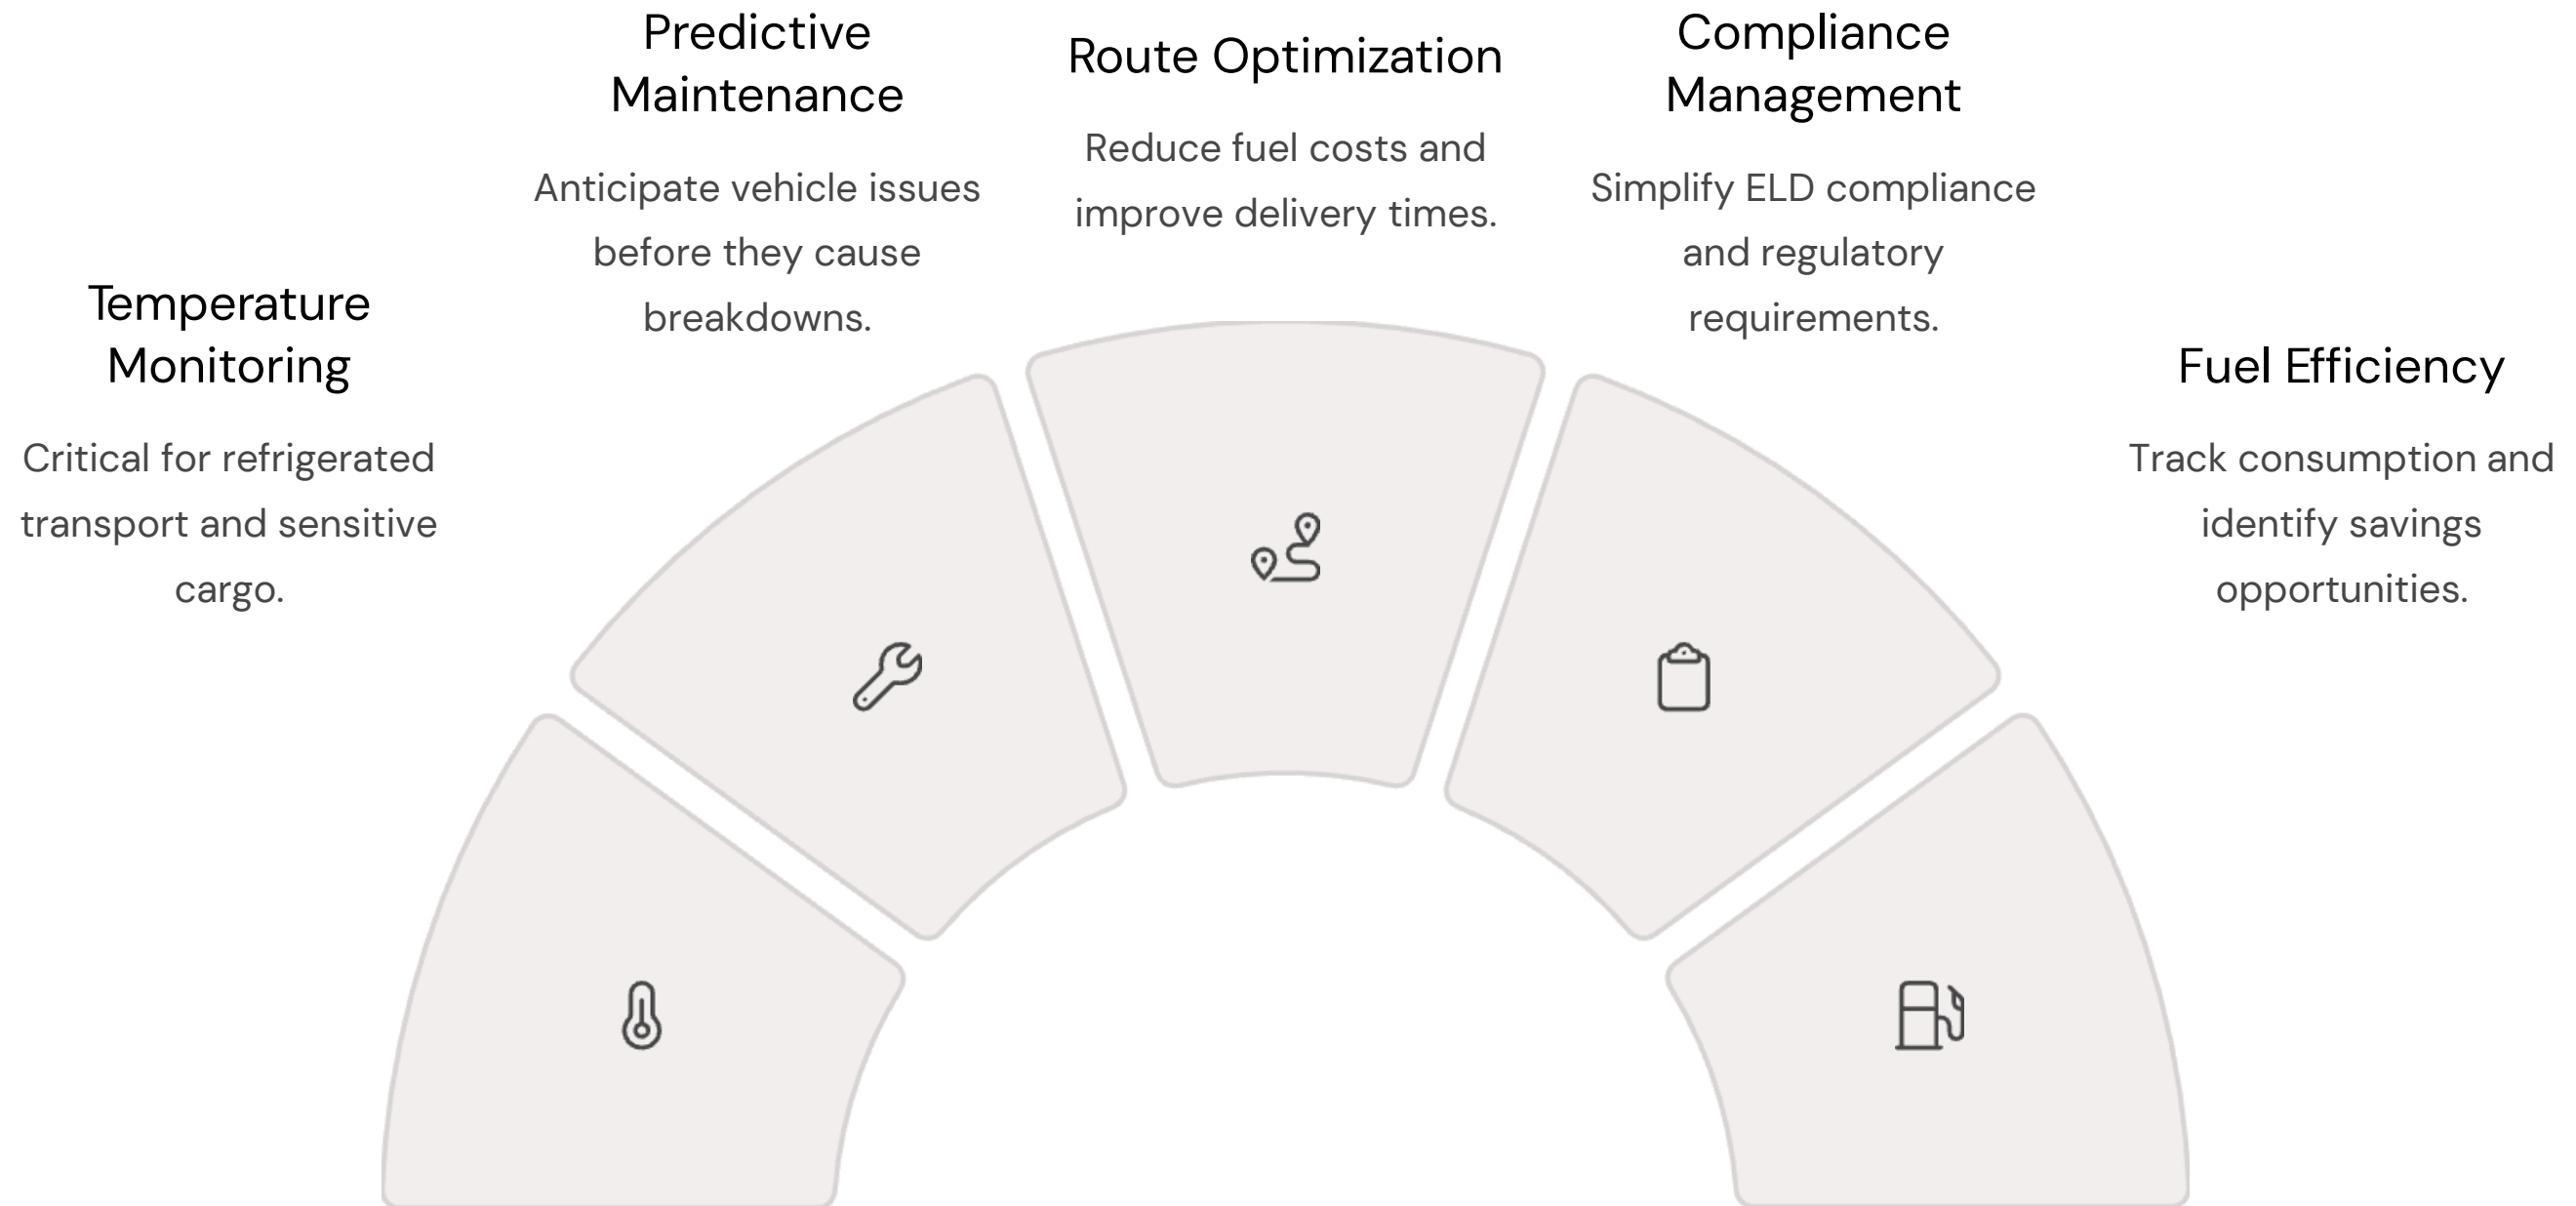 Temperature
Monitoring
Critical for refrigerated
transport and sensitive
cargo.
Predictive
Maintenance
Anticipate vehicle issues
before they cause
breakdowns.
Route Optimization
Reduce fuel costs and
improve delivery times.
Compliance
Management
Simplify ELD compliance
and regulatory
requirements.
Fuel Efficiency
Track consumption and
identify savings
opportunities.